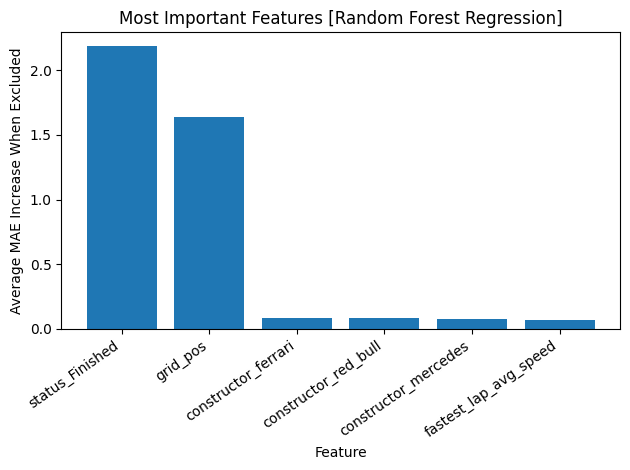 Most Important Features [Random Forest Regression]
Average MAE Increase When Excluded
2.0
1.5
1.0
0.5
0.0
status_Finished
grid_pos
constructor_ferrari
constructor_red_bull
constructor_mercedes
fastest_lap_avg_speed
Feature